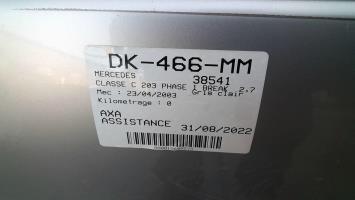 DK-466-MM
MERCEDES 38541
CLASSE C 203 PHASE 1 BREAK 2,7
Mec : 23/04/2003 Gris clair
Kilometrage : 0
AXA
ASSISTANCE 31/08/2022